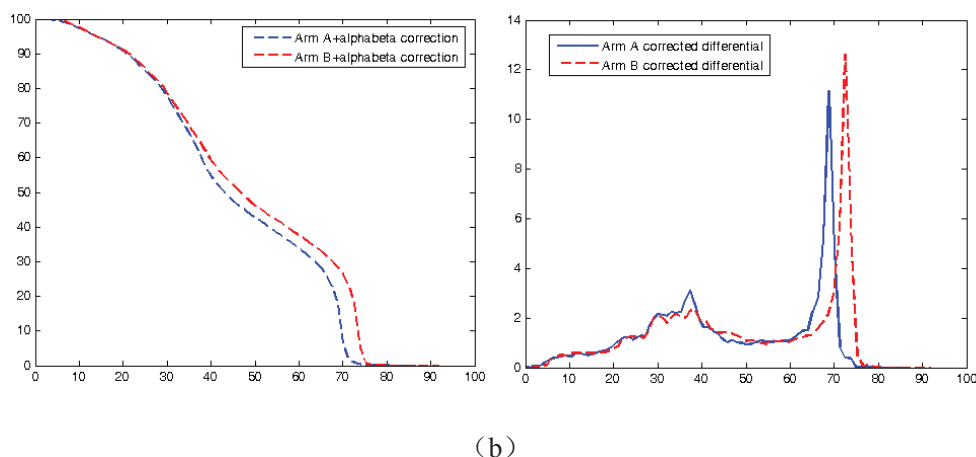 100
90
80
70
60
50
40
30
20
10
0
0 10 20 30 40 50 60 70 80 90 100
Arm A+alphabeta correction
Arm B+alphabeta correction
14
12
10
8
6
4
2
0
0 10 20 30 40 50 60 70 80 90 100
Arm A corrected differential
Arm B corrected differential
（b）